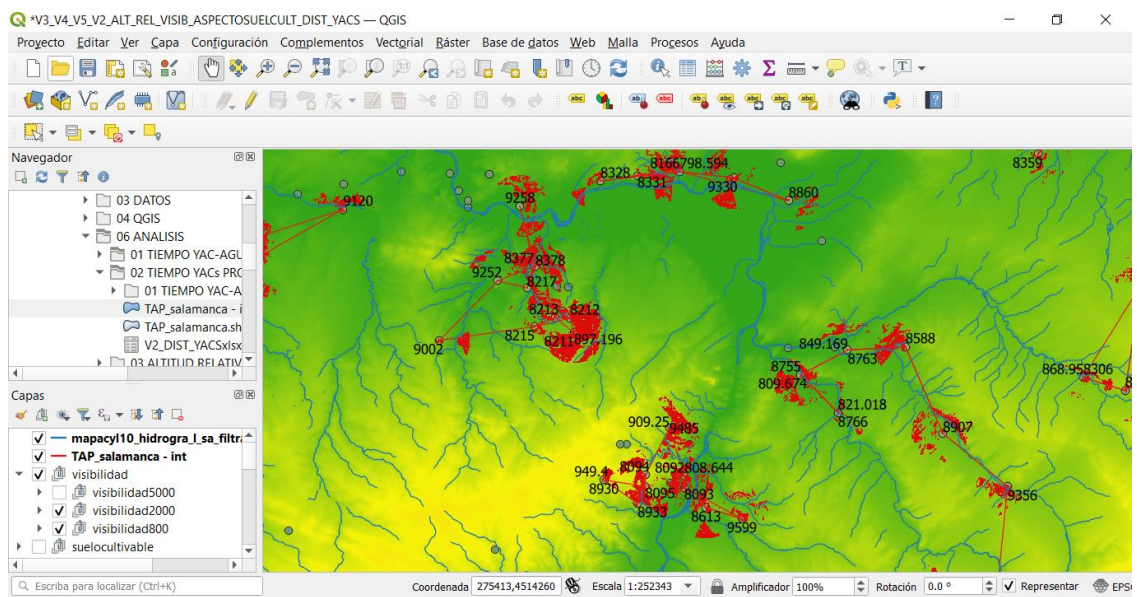 *V3_V4_V5_V2_ALT_REL_VISIB_ASPECTOSUELCULT_DIST_YACS — QGIS
Proyecto Editar Ver Capa Configuración Complementos Vectorial Ráster Base de datos Web Malla Procesos Ayuda
Navegador
03 DATOS
04 QGIS
06 ANALISIS
01 TIEMPO YAC-AGU
02 TIEMPO YACs PRO
01 TIEMPO YAC-A
TAP_salamanca - i
TAP_salamanca.sh
V2_DIST_YACSxlsx
03 ALTITUD RELATIV
Capas
mapacyl10_hidrogra_l_sa_filtr
TAP_salamanca - int
visibilidad
visibilidad5000
visibilidad2000
visibilidad800
suelocultivable
9120
9258
8328
8166798.594
8331
9330
8860
8359
8377
8378
9252
8217
8213
8212
8215
8211897.196
9002
849.169
8763
8588
8755
809.674
821.018
8766
868.958306
8907
909.25
9485
949.4
8094
8092808.644
8930
8095
8093
8933
8613
9599
9356
Escriba para localizar (Ctrl+K)
Coordenada 275413,4514260 Escala 1:252343 Amplificador 100% Rotación 0.0 ° Representar EPS